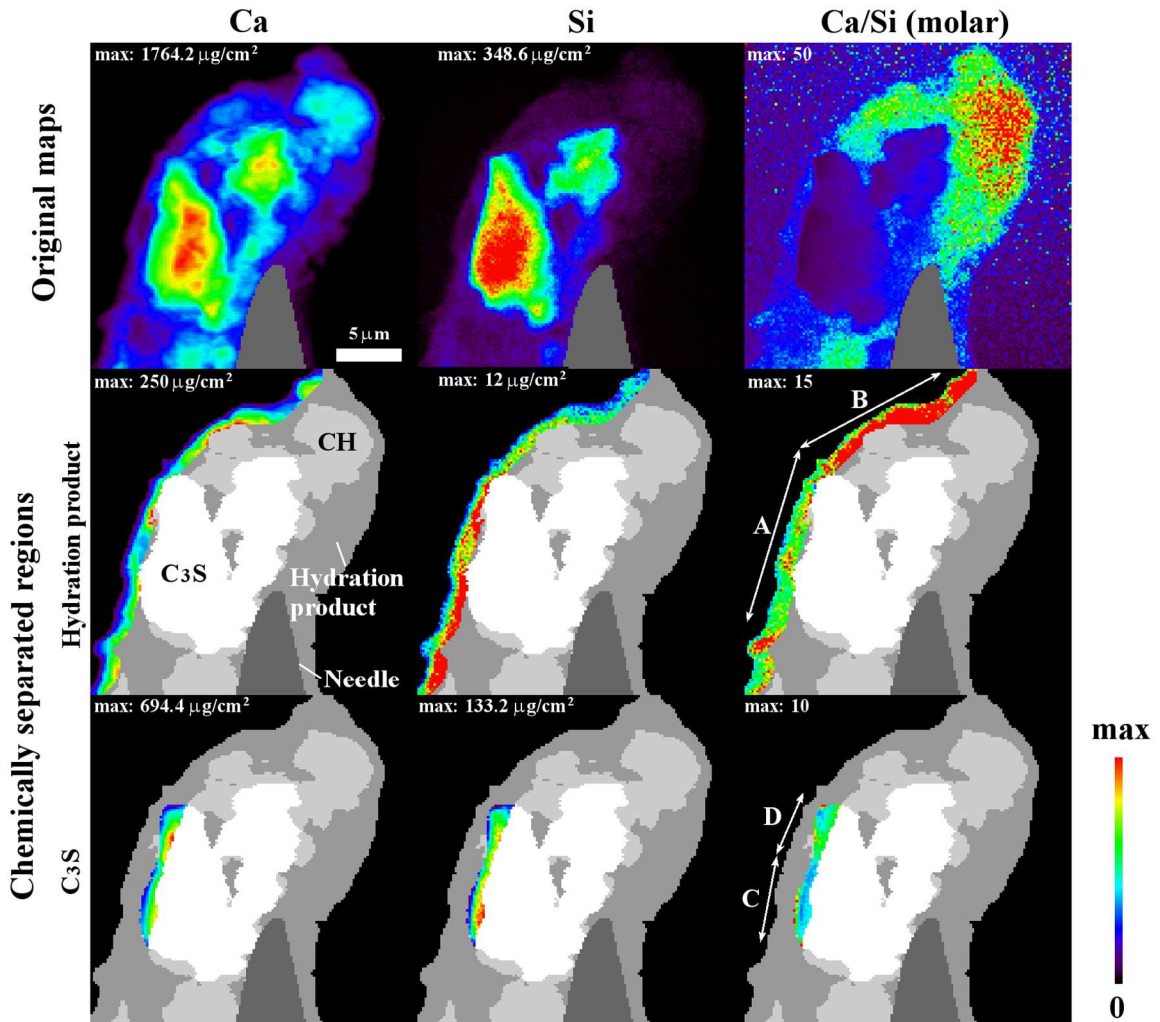 Ca Si Ca/Si (molar)
Original maps
max: 1764.2 μg/cm²
max: 348.6 μg/cm²
max: 50
5 μm
Chemically separated regions
Hydration product
max: 250 μg/cm²
max: 12 μg/cm²
max: 15
CH
C3S
Hydration
product
Needle
B
A
C3S
max: 694.4 μg/cm²
max: 133.2 μg/cm²
max: 10
D
C
max
0